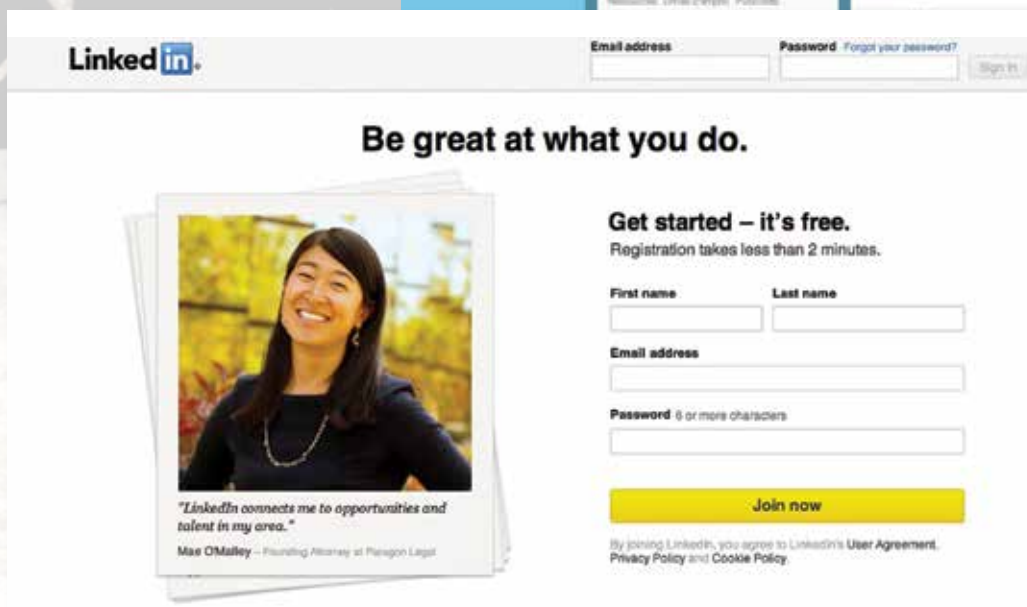 Linked in.
Email address
Password Forgot your password?
Sign In
Be great at what you do.
Get started – it's free.
Registration takes less than 2 minutes.
First name
Last name
Email address
Password 6 or more characters
Join now
By joining LinkedIn, you agree to LinkedIn's User Agreement,
Privacy Policy and Cookie Policy.
"LinkedIn connects me to opportunities and
talent in my area."
Mae O'Malley – Founding Attorney at Paragon Legal